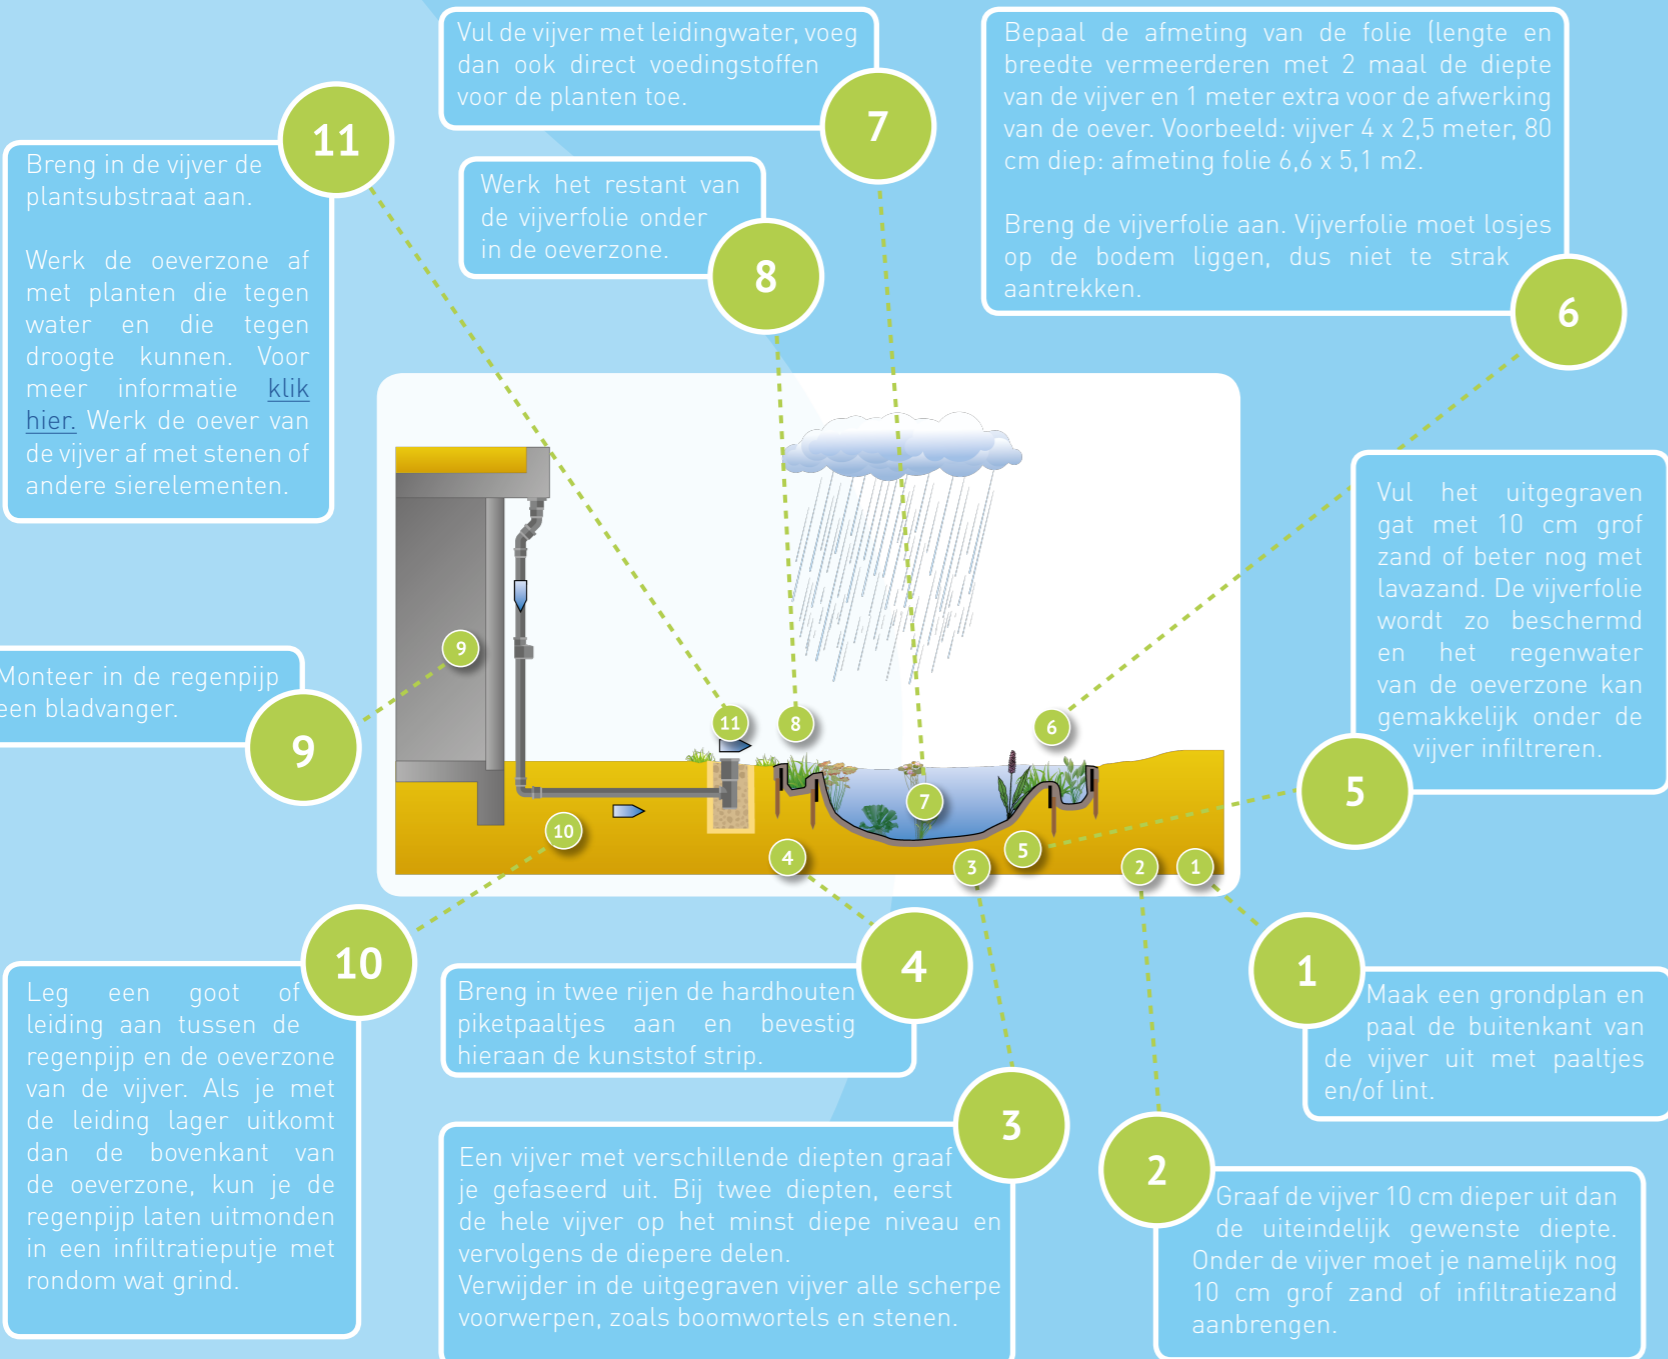 Vul de vijver met leidingwater, voeg
dan ook direct voedingstoffen
voor de planten toe.
7
Bepaal de afmeting van de folie (lengte en
breedte vermeerderen met 2 maal de diepte
van de vijver en 1 meter extra voor de afwerking
van de oever. Voorbeeld: vijver 4 x 2,5 meter, 80
cm diep: afmeting folie 6,6 x 5,1 m2.
Breng de vijverfolie aan. Vijverfolie moet losjes
op de bodem liggen, dus niet te strak
aantrekken.
6
11
Breng in de vijver de
plantsubstraat aan.
Werk de oeverzone af
met planten die tegen
water en die tegen
droogte kunnen. Voor
meer informatie klik
hier. Werk de oever van
de vijver af met stenen of
andere sierelementen.
Werk het restant van
de vijverfolie onder
in de oeverzone.
8
Vul het uitgegraven
gat met 10 cm grof
zand of beter nog met
lavazand. De vijverfolie
wordt zo beschermd
en het regenwater
van de oeverzone kan
gemakkelijk onder de
vijver infiltreren.
5
Monteer in de regenpijp
een bladvanger.
9
9
11
8
6
7
10
4
3
5
2
1
10
Leg een goot of
leiding aan tussen de
regenpijp en de oeverzone
van de vijver. Als je met
de leiding lager uitkomt
dan de bovenkant van
de oeverzone, kun je de
regenpijp laten uitmonden
in een infiltratieputje met
rondom wat grind.
4
Breng in twee rijen de hardhouten
piketpaaltjes aan en bevestig
hieraan de kunststof strip.
1
Maak een grondplan en
paal de buitenkant van
de vijver uit met paaltjes
en/of lint.
3
Een vijver met verschillende diepten graaf
je gefaseerd uit. Bij twee diepten, eerst
de hele vijver op het minst diepe niveau en
vervolgens de diepere delen.
Verwijder in de uitgegraven vijver alle scherpe
voorwerpen, zoals boomwortels en stenen.
2
Graaf de vijver 10 cm dieper uit dan
de uiteindelijk gewenste diepte.
Onder de vijver moet je namelijk nog
10 cm grof zand of infiltratiezand
aanbrengen.